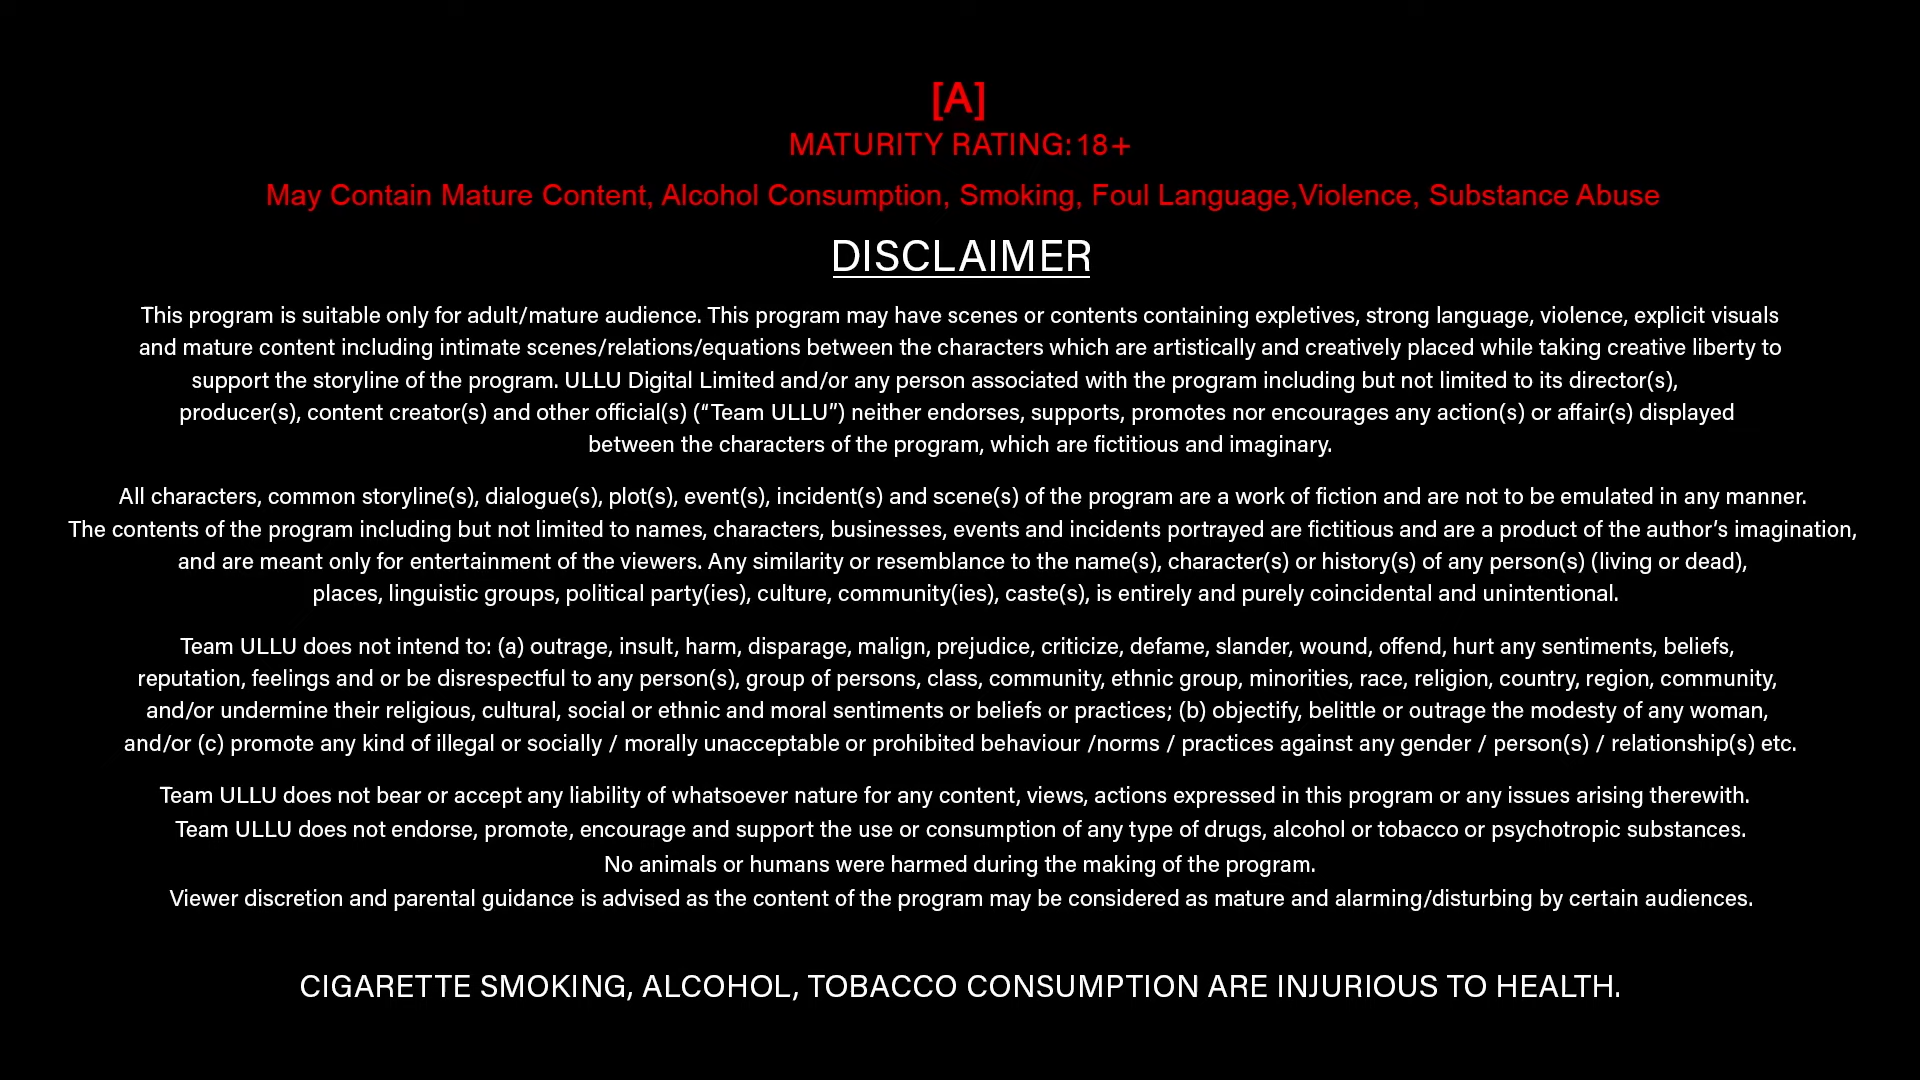 [A]
MATURITY RATING:18+
May Contain Mature Content, Alcohol Consumption, Smoking, Foul Language,Violence, Substance Abuse
DISCLAIMER
This program is suitable only for adult/mature audience. This program may have scenes or contents containing expletives, strong language, violence, explicit visuals
and mature content including intimate scenes/relations/equations between the characters which are artistically and creatively placed while taking creative liberty to
support the storyline of the program. ULLU Digital Limited and/or any person associated with the program including but not limited to its director(s),
producer(s), content creator(s) and other official(s) (“Team ULLU”) neither endorses, supports, promotes nor encourages any action(s) or affair(s) displayed
between the characters of the program, which are fictitious and imaginary.
All characters, common storyline(s), dialogue(s), plot(s), event(s), incident(s) and scene(s) of the program are a work of fiction and are not to be emulated in any manner.
The contents of the program including but not limited to names, characters, businesses, events and incidents portrayed are fictitious and are a product of the author’s imagination,
and are meant only for entertainment of the viewers. Any similarity or resemblance to the name(s), character(s) or history(s) of any person(s) (living or dead),
places, linguistic groups, political party(ies), culture, community(ies), caste(s), is entirely and purely coincidental and unintentional.
Team ULLU does not intend to: (a) outrage, insult, harm, disparage, malign, prejudice, criticize, defame, slander, wound, offend, hurt any sentiments, beliefs,
reputation, feelings and or be disrespectful to any person(s), group of persons, class, community, ethnic group, minorities, race, religion, country, region, community,
and/or undermine their religious, cultural, social or ethnic and moral sentiments or beliefs or practices; (b) objectify, belittle or outrage the modesty of any woman,
and/or (c) promote any kind of illegal or socially / morally unacceptable or prohibited behaviour /norms / practices against any gender / person(s) / relationship(s) etc.
Team ULLU does not bear or accept any liability of whatsoever nature for any content, views, actions expressed in this program or any issues arising therewith.
Team ULLU does not endorse, promote, encourage and support the use or consumption of any type of drugs, alcohol or tobacco or psychotropic substances.
No animals or humans were harmed during the making of the program.
Viewer discretion and parental guidance is advised as the content of the program may be considered as mature and alarming/disturbing by certain audiences.
CIGARETTE SMOKING, ALCOHOL, TOBACCO CONSUMPTION ARE INJURIOUS TO HEALTH.